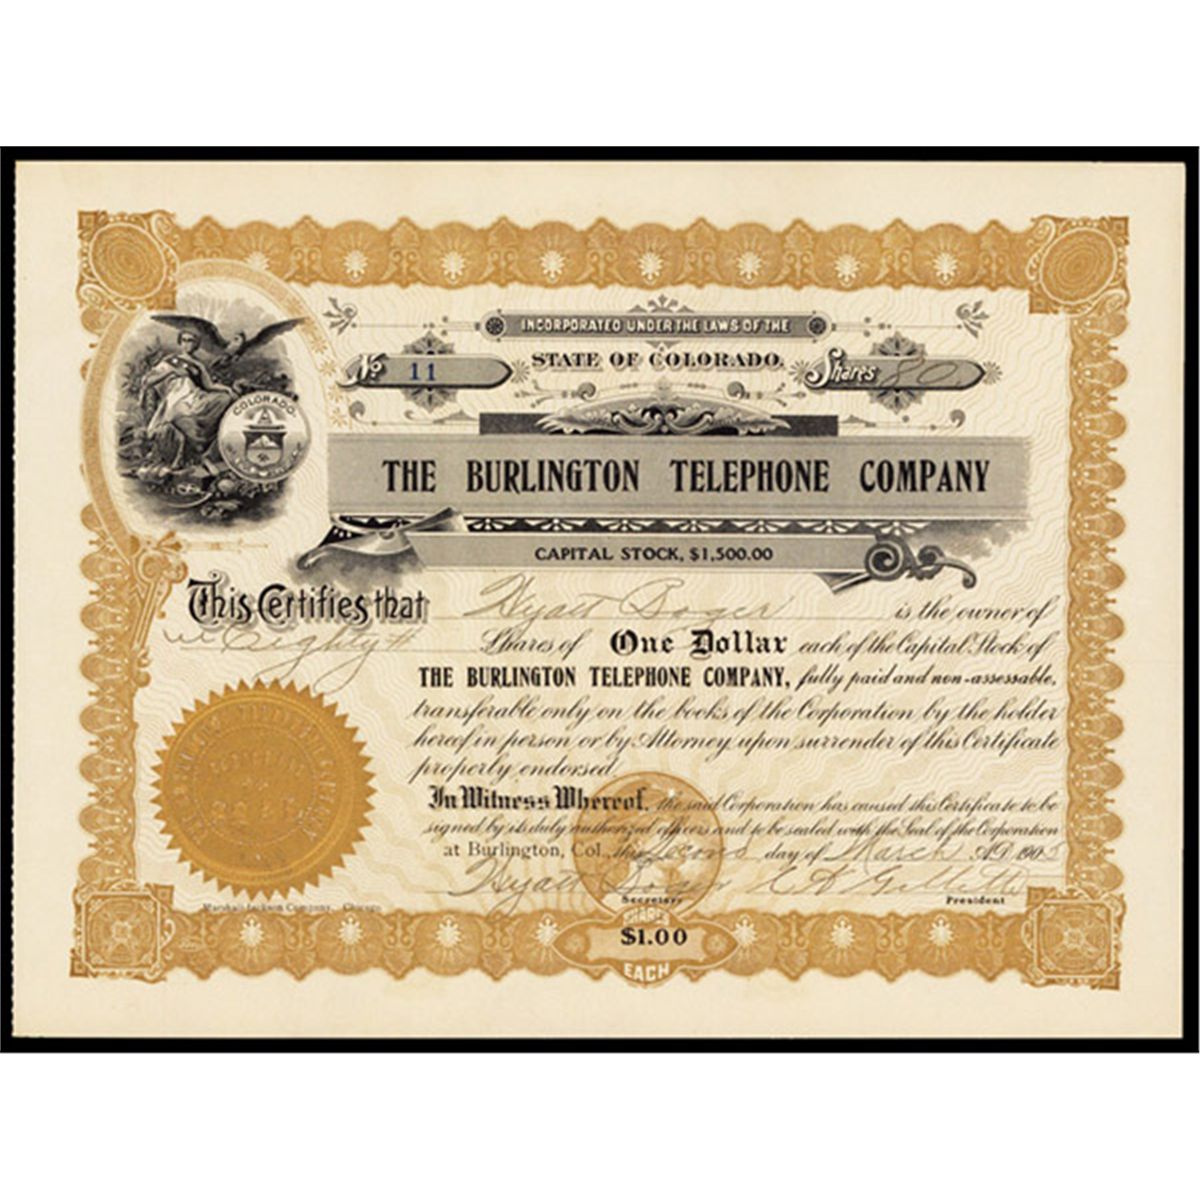 INCORPORATED UNDER THE LAWS OF THE
STATE OF COLORADO.
No 11
Shares 80
COLORADO.
THE BURLINGTON TELEPHONE COMPANY
CAPITAL STOCK, $1,500.00
This Certifies that Hyatt Boger is the owner of
Eighty Shares of One Dollar each of the Capital Stock of
THE BURLINGTON TELEPHONE COMPANY, fully paid and non-assessable,
transferable only on the books of the Corporation by the holder
hereof in person or by Attorney upon surrender of this Certificate
properly endorsed.
In Witness Whereof, the said Corporation has caused this Certificate to be
signed by its duly authorized officers and to be sealed with the Seal of the Corporation
at Burlington, Col., this Second day of March A.D. 1905
Hyatt Boger Gillette
Secretary President
Marshall-Jackson Company, Chicago
SHARES
$1.00
EACH